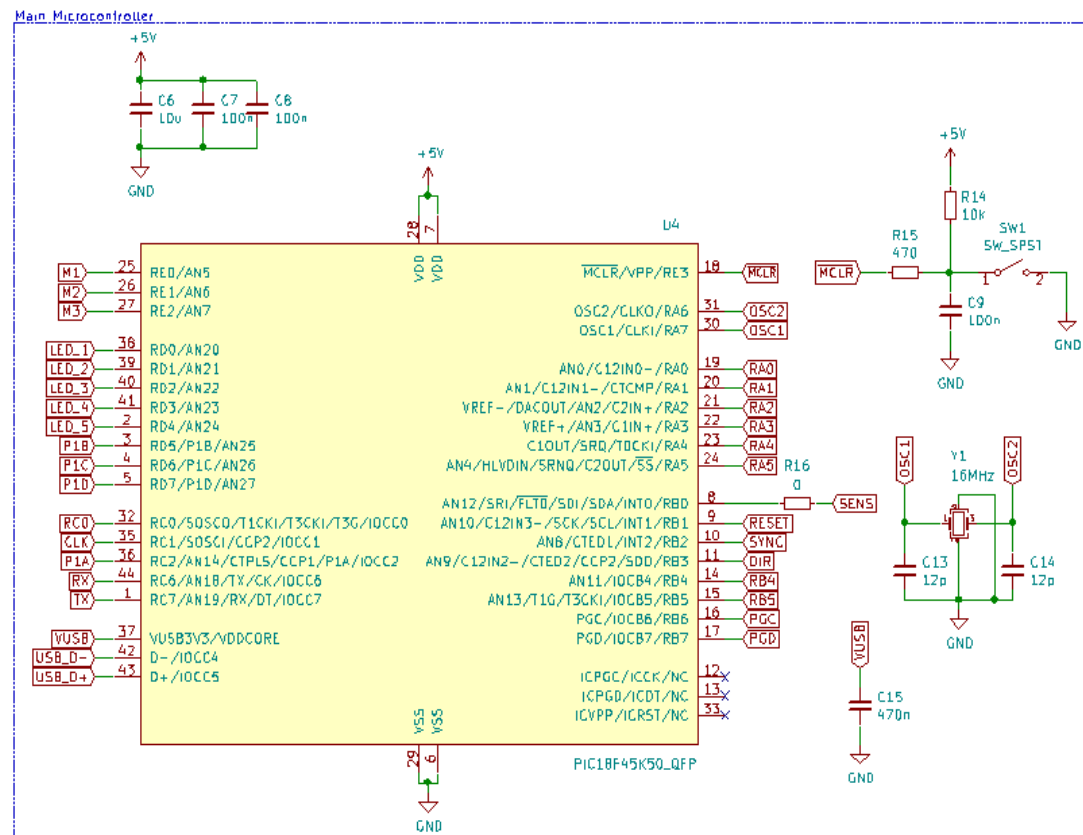 Main Microcontroller
+5V
C6
10u
C7
100n
C8
100n
GND
+5V
28
7
VDD
VDD
U4
M1 25 RE0/AN5
M2 26 RE1/AN6
M3 27 RE2/AN7
LED_1 38 RD0/AN20
LED_2 39 RD1/AN21
LED_3 40 RD2/AN22
LED_4 41 RD3/AN23
LED_5 2 RD4/AN24
P1B 3 RD5/P1B/AN25
P1C 4 RD6/P1C/AN26
P1D 5 RD7/P1D/AN27
RC0 32 RC0/SOSCO/T1CKI/T3CKI/T3G/IOCC0
CLK 35 RC1/SOSCI/CCP2/IOCC1
P1A 36 RC2/AN14/CTPLS/CCP1/P1A/IOCC2
RX 44 RC6/AN18/TX/CK/IOCC6
TX 1 RC7/AN19/RX/DT/IOCC7
VUSB 37 VUSB3V3/VDDCORE
USB_D- 42 D-/IOCC4
USB_D+ 43 D+/IOCC5
MCLR/VPP/RE3 18 MCLR
OSC2/CLKO/RA6 31 OSC2
OSC1/CLKI/RA7 30 OSC1
AN0/C12IN0-/RA0 19 RA0
AN1/C12IN1-/CTCMP/RA1 20 RA1
VREF-/DACOUT/AN2/C2IN+/RA2 21 RA2
VREF+/AN3/C1IN+/RA3 22 RA3
C1OUT/SRQ/T0CKI/RA4 23 RA4
AN4/HLVDIN/SRNQ/C2OUT/SS/RA5 24 RA5
R16
0
AN12/SRI/FLT0/SDI/SDA/INT0/RB0 8 SENS
AN10/C12IN3-/SCK/SCL/INT1/RB1 9 RESET
AN8/CTED1/INT2/RB2 10 SYNC
AN9/C12IN2-/CTED2/CCP2/SDO/RB3 11 DIR
AN11/IOCB4/RB4 14 RB4
AN13/T1G/T3CKI/IOCB5/RB5 15 RB5
PGC/IOCB6/RB6 16 PGC
PGD/IOCB7/RB7 17 PGD
ICPGC/ICCK/NC 12
ICPGD/ICDT/NC 13
ICVPP/ICRST/NC 33
VSS
VSS
29
6
GND
PIC18F45K50_QFP
+5V
R14
10k
R15
470
MCLR
SW1
SW_SPST
1
2
C9
100n
GND
GND
OSC1
OSC2
Y1
16MHz
1
3
C13
12p
C14
12p
GND
VUSB
C15
470n
GND